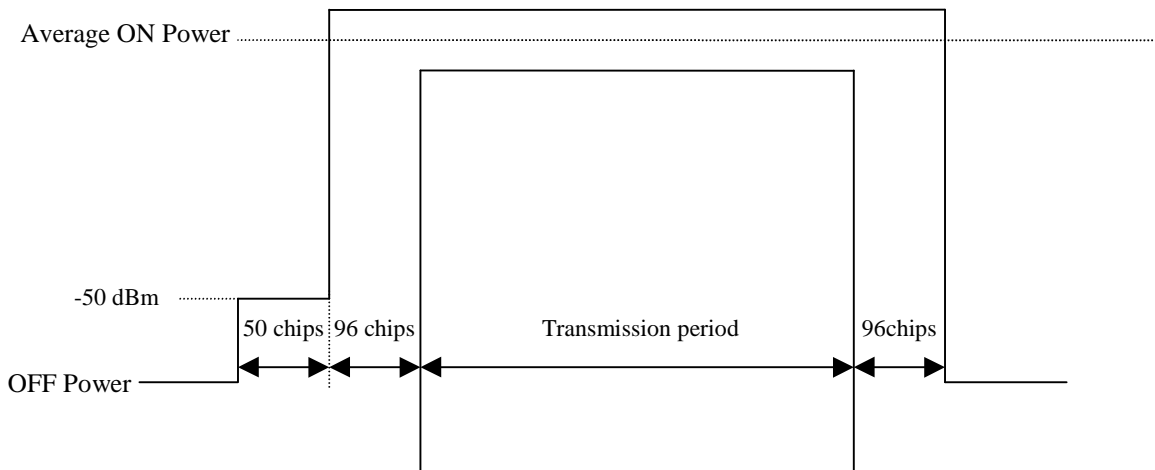 Average ON Power
-50 dBm
50 chips 96 chips Transmission period 96chips
OFF Power